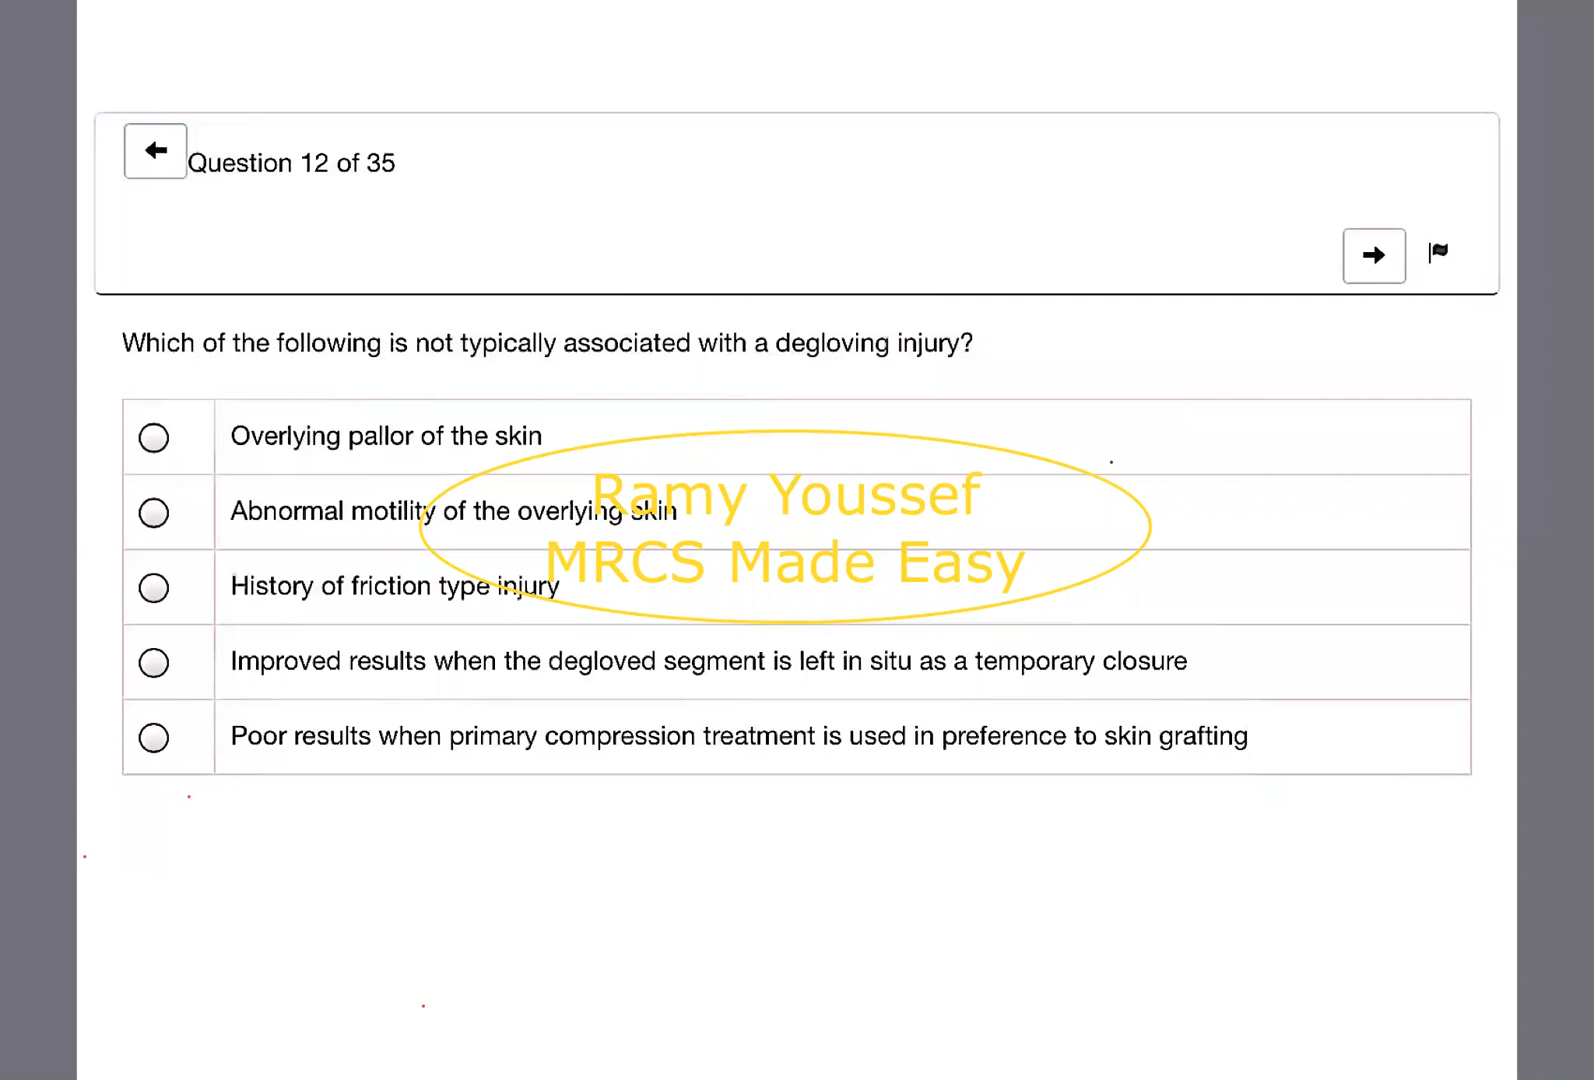 Question 12 of 35
Which of the following is not typically associated with a degloving injury?
Overlying pallor of the skin
Abnormal motility of the overlying skin
History of friction type injury
Improved results when the degloved segment is left in situ as a temporary closure
Poor results when primary compression treatment is used in preference to skin grafting
Ramy Youssef
MRCS Made Easy